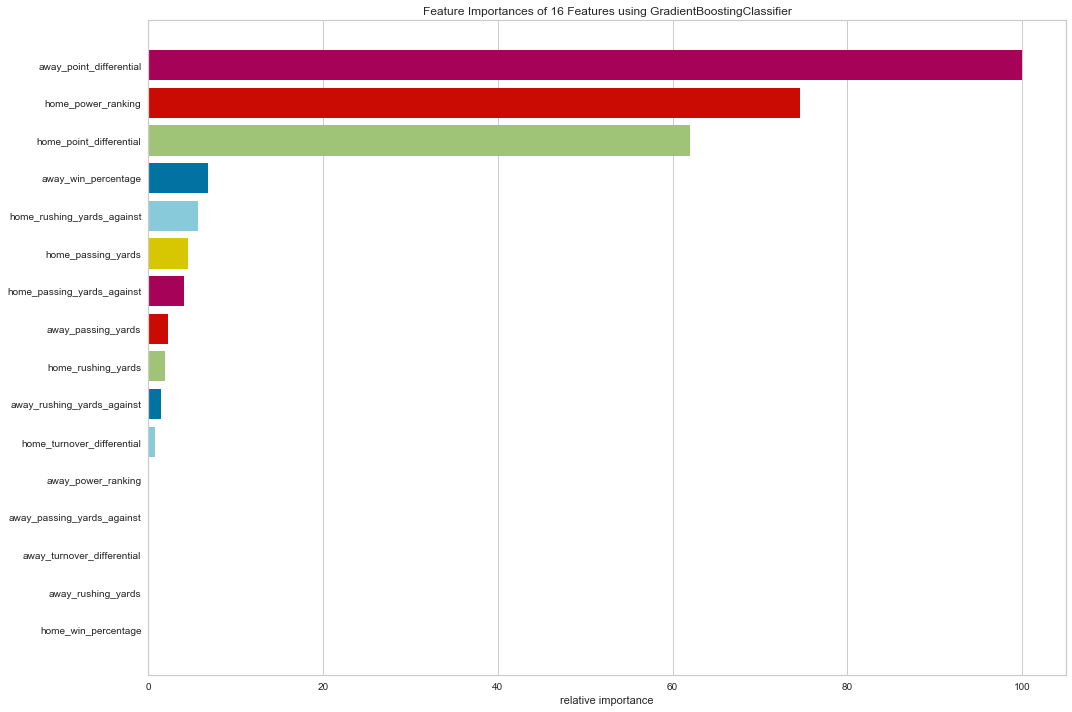 Feature Importances of 16 Features using GradientBoostingClassifier
away_point_differential
home_power_ranking
home_point_differential
away_win_percentage
home_rushing_yards_against
home_passing_yards
home_passing_yards_against
away_passing_yards
home_rushing_yards
away_rushing_yards_against
home_turnover_differential
away_power_ranking
away_passing_yards_against
away_turnover_differential
away_rushing_yards
home_win_percentage
0 20 40 60 80 100
relative importance